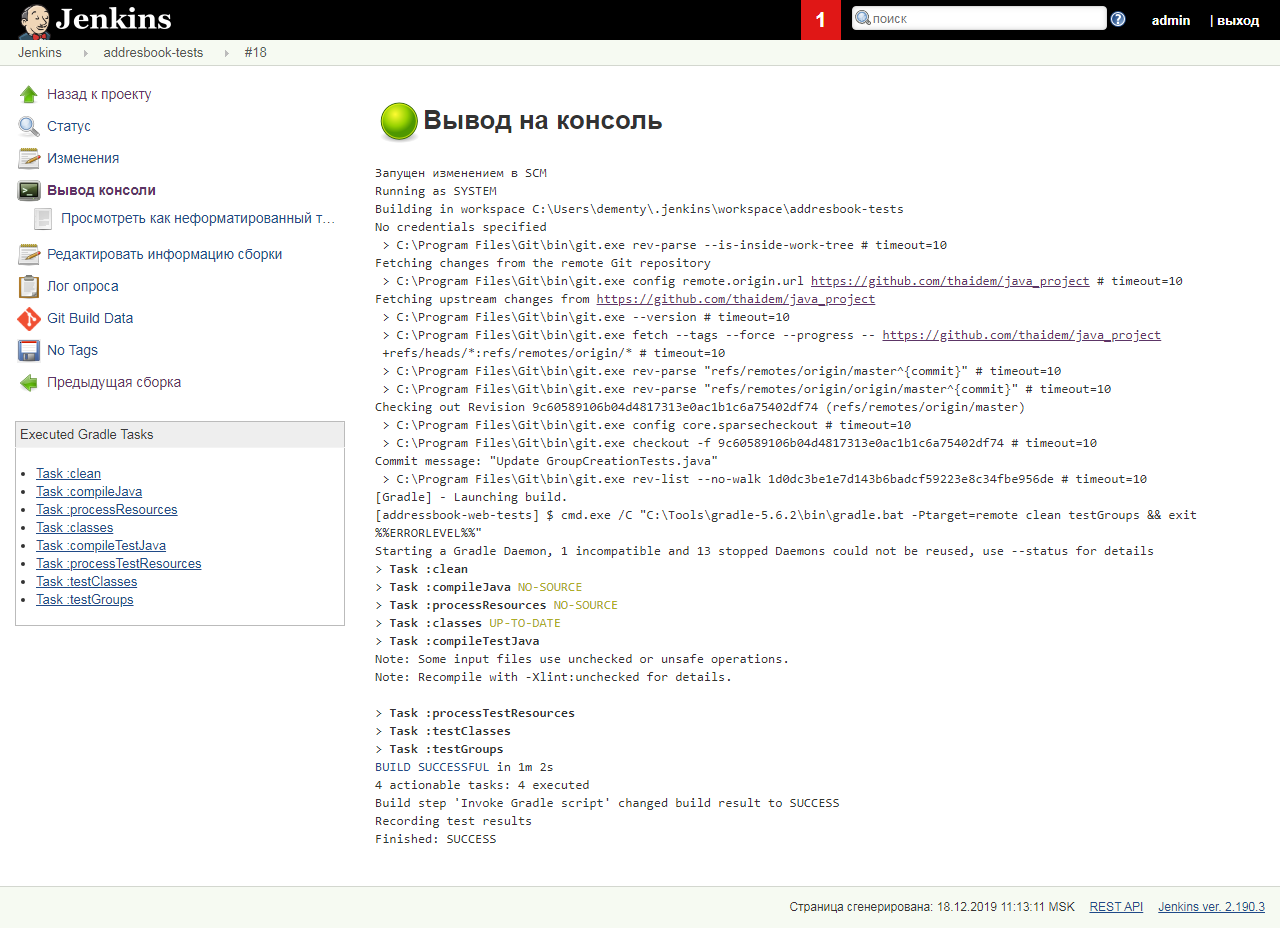 Jenkins
1
поиск
admin
| выход
Jenkins
addresbook-tests
#18
Назад к проекту
Статус
Изменения
Вывод консоли
Просмотреть как неформатированный т…
Редактировать информацию сборки
Лог опроса
Git Build Data
No Tags
Предыдущая сборка
Executed Gradle Tasks
Task :clean
Task :compileJava
Task :processResources
Task :classes
Task :compileTestJava
Task :processTestResources
Task :testClasses
Task :testGroups
Вывод на консоль
Запущен изменением в SCM
Running as SYSTEM
Building in workspace C:\Users\dementy\.jenkins\workspace\addresbook-tests
No credentials specified
> C:\Program Files\Git\bin\git.exe rev-parse --is-inside-work-tree # timeout=10
Fetching changes from the remote Git repository
> C:\Program Files\Git\bin\git.exe config remote.origin.url https://github.com/thaidem/java_project # timeout=10
Fetching upstream changes from https://github.com/thaidem/java_project
> C:\Program Files\Git\bin\git.exe --version # timeout=10
> C:\Program Files\Git\bin\git.exe fetch --tags --force --progress -- https://github.com/thaidem/java_project
+refs/heads/*:refs/remotes/origin/* # timeout=10
> C:\Program Files\Git\bin\git.exe rev-parse "refs/remotes/origin/master^{commit}" # timeout=10
> C:\Program Files\Git\bin\git.exe rev-parse "refs/remotes/origin/origin/master^{commit}" # timeout=10
Checking out Revision 9c60589106b04d4817313e0ac1b1c6a75402df74 (refs/remotes/origin/master)
> C:\Program Files\Git\bin\git.exe config core.sparsecheckout # timeout=10
> C:\Program Files\Git\bin\git.exe checkout -f 9c60589106b04d4817313e0ac1b1c6a75402df74 # timeout=10
Commit message: "Update GroupCreationTests.java"
> C:\Program Files\Git\bin\git.exe rev-list --no-walk 1d0dc3be1e7d143b6badcf59223e8c34fbe956de # timeout=10
[Gradle] - Launching build.
[addressbook-web-tests] $ cmd.exe /C "C:\Tools\gradle-5.6.2\bin\gradle.bat -Ptarget=remote clean testGroups && exit
%%ERRORLEVEL%%"
Starting a Gradle Daemon, 1 incompatible and 13 stopped Daemons could not be reused, use --status for details
> Task :clean
> Task :compileJava NO-SOURCE
> Task :processResources NO-SOURCE
> Task :classes UP-TO-DATE
> Task :compileTestJava
Note: Some input files use unchecked or unsafe operations.
Note: Recompile with -Xlint:unchecked for details.
> Task :processTestResources
> Task :testClasses
> Task :testGroups
BUILD SUCCESSFUL in 1m 2s
4 actionable tasks: 4 executed
Build step 'Invoke Gradle script' changed build result to SUCCESS
Recording test results
Finished: SUCCESS
Страница сгенерирована: 18.12.2019 11:13:11 MSK
REST API
Jenkins ver. 2.190.3